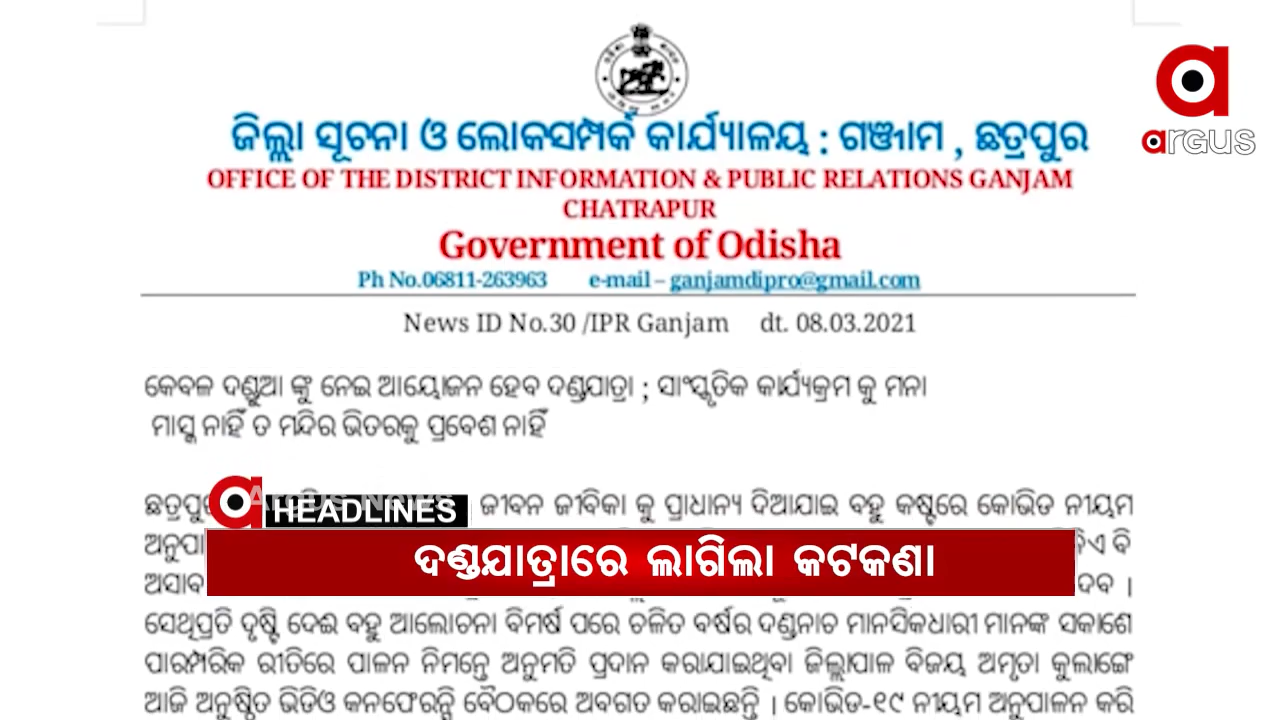 argus
ଜିଲ୍ଲା ସୂଚନା ଓ ଲୋକସମ୍ପର୍କ କାର୍ଯ୍ୟାଳୟ : ଗଞ୍ଜାମ , ଛତ୍ରପୁର
OFFICE OF THE DISTRICT INFORMATION & PUBLIC RELATIONS GANJAM
CHATRAPUR
Government of Odisha
Ph No.06811-263963 e-mail – ganjamdipro@gmail.com
News ID No.30 /IPR Ganjam dt. 08.03.2021
କେବଳ ଦଣ୍ଡୁଆ ଙ୍କୁ ନେଇ ଆୟୋଜନ ହେବ ଦଣ୍ଡଯାତ୍ରା ; ସାଂସ୍କୃତିକ କାର୍ଯ୍ୟକ୍ରମ କୁ ମନା
ମାସ୍କ ନାହିଁ ତ ମନ୍ଦିର ଭିତରକୁ ପ୍ରବେଶ ନାହିଁ
ଜୀବନ ଜୀବିକା କୁ ପ୍ରାଧାନ୍ୟ ଦିଆଯାଇ ବହୁ କଷ୍ଟରେ କୋଭିଡ ନୀୟମ
Argus News
HEADLINES
ଦଣ୍ଡଯାତ୍ରାରେ ଲାଗିଲା କଟକଣା
ସେଥିପ୍ରତି ଦୃଷ୍ଟି ଦେଈ ବହୁ ଆଲୋଚନା ବିମର୍ଷ ପରେ ଚଳିତ ବର୍ଷର ଦଣ୍ଡନାଚ ମାନସିକଧାରୀ ମାନଙ୍କ ସକାଶେ
ପାରମ୍ପରିକ ରୀତିରେ ପାଳନ ନିମନ୍ତେ ଅନୁମତି ପ୍ରଦାନ କରାଯାଇଥିବା ଜିଲ୍ଲାପାଳ ବିଜୟ ଅମୃତା କୁଲାଙ୍ଗେ
ଆଜି ଅନୁଷ୍ଠିତ ଭିଡିଓ କନଫେରନ୍ସି ବୈଠକରେ ଅବଗତ କରାଇଛନ୍ତି । କୋଭିଡ-୧୯ ନୀୟମ ଅନୁପାଳନ କରି